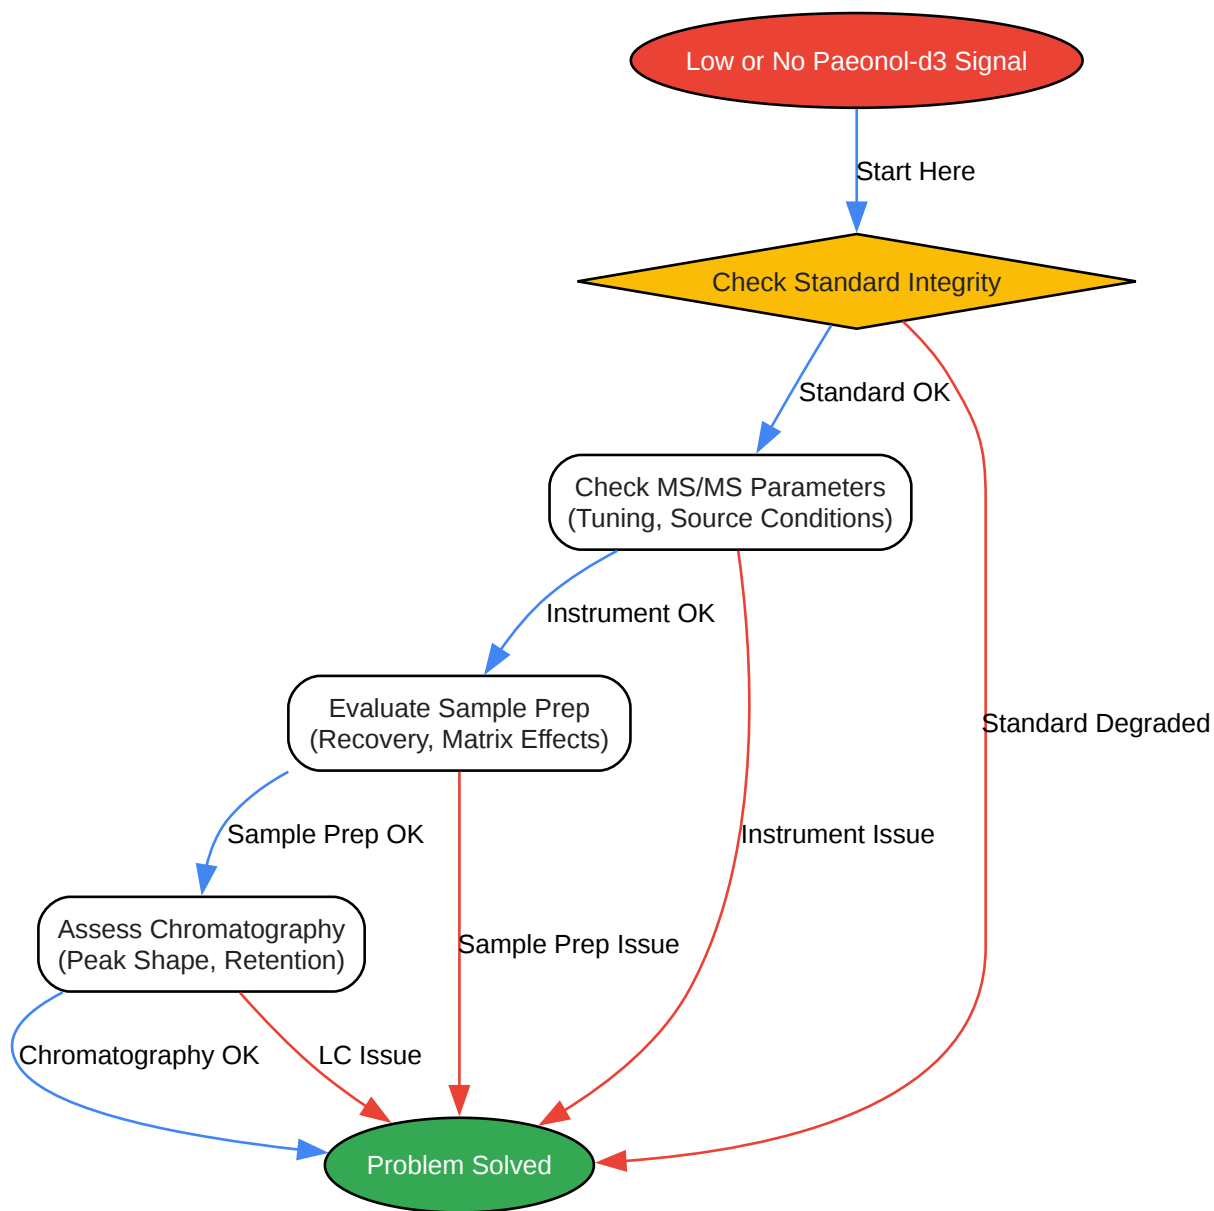 Low or No Paeonol-d3 Signal
Start Here
Check Standard Integrity
Standard OK
Check MS/MS Parameters
(Tuning, Source Conditions)
Instrument OK
Evaluate Sample Prep
(Recovery, Matrix Effects)
Standard Degraded
Sample Prep OK
Instrument Issue
Assess Chromatography
(Peak Shape, Retention)
Sample Prep Issue
Chromatography OK
LC Issue
Problem Solved